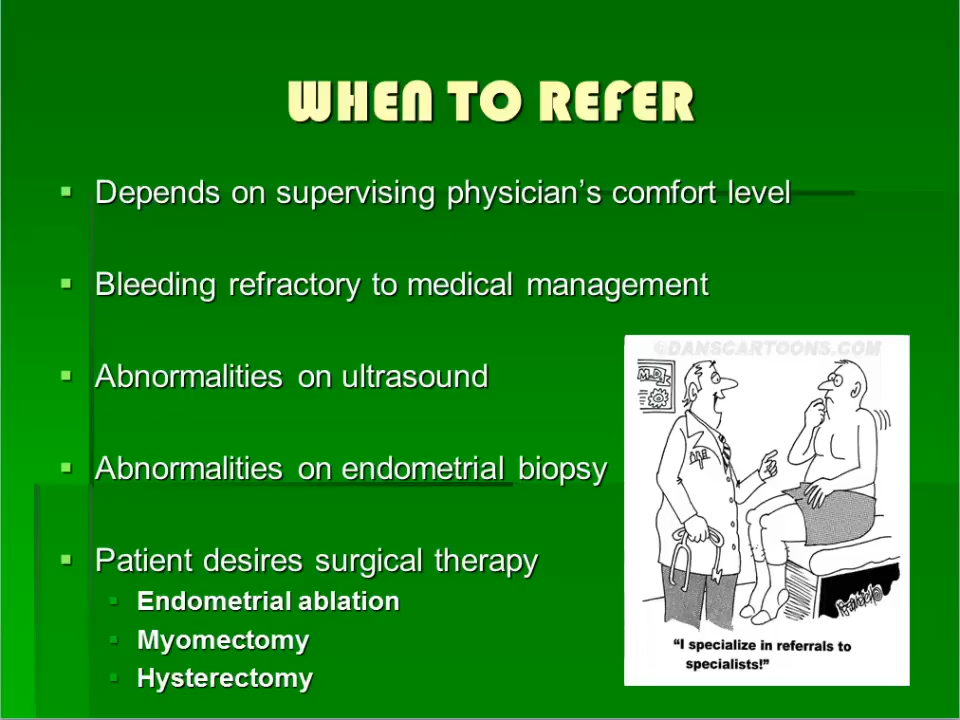 WHEN TO REFER
Depends on supervising physician’s comfort level
Bleeding refractory to medical management
Abnormalities on ultrasound
Abnormalities on endometrial biopsy
Patient desires surgical therapy
Endometrial ablation
Myomectomy
Hysterectomy
©DANSCARTOONS.COM
M.D.
"I specialize in referrals to
specialists!"